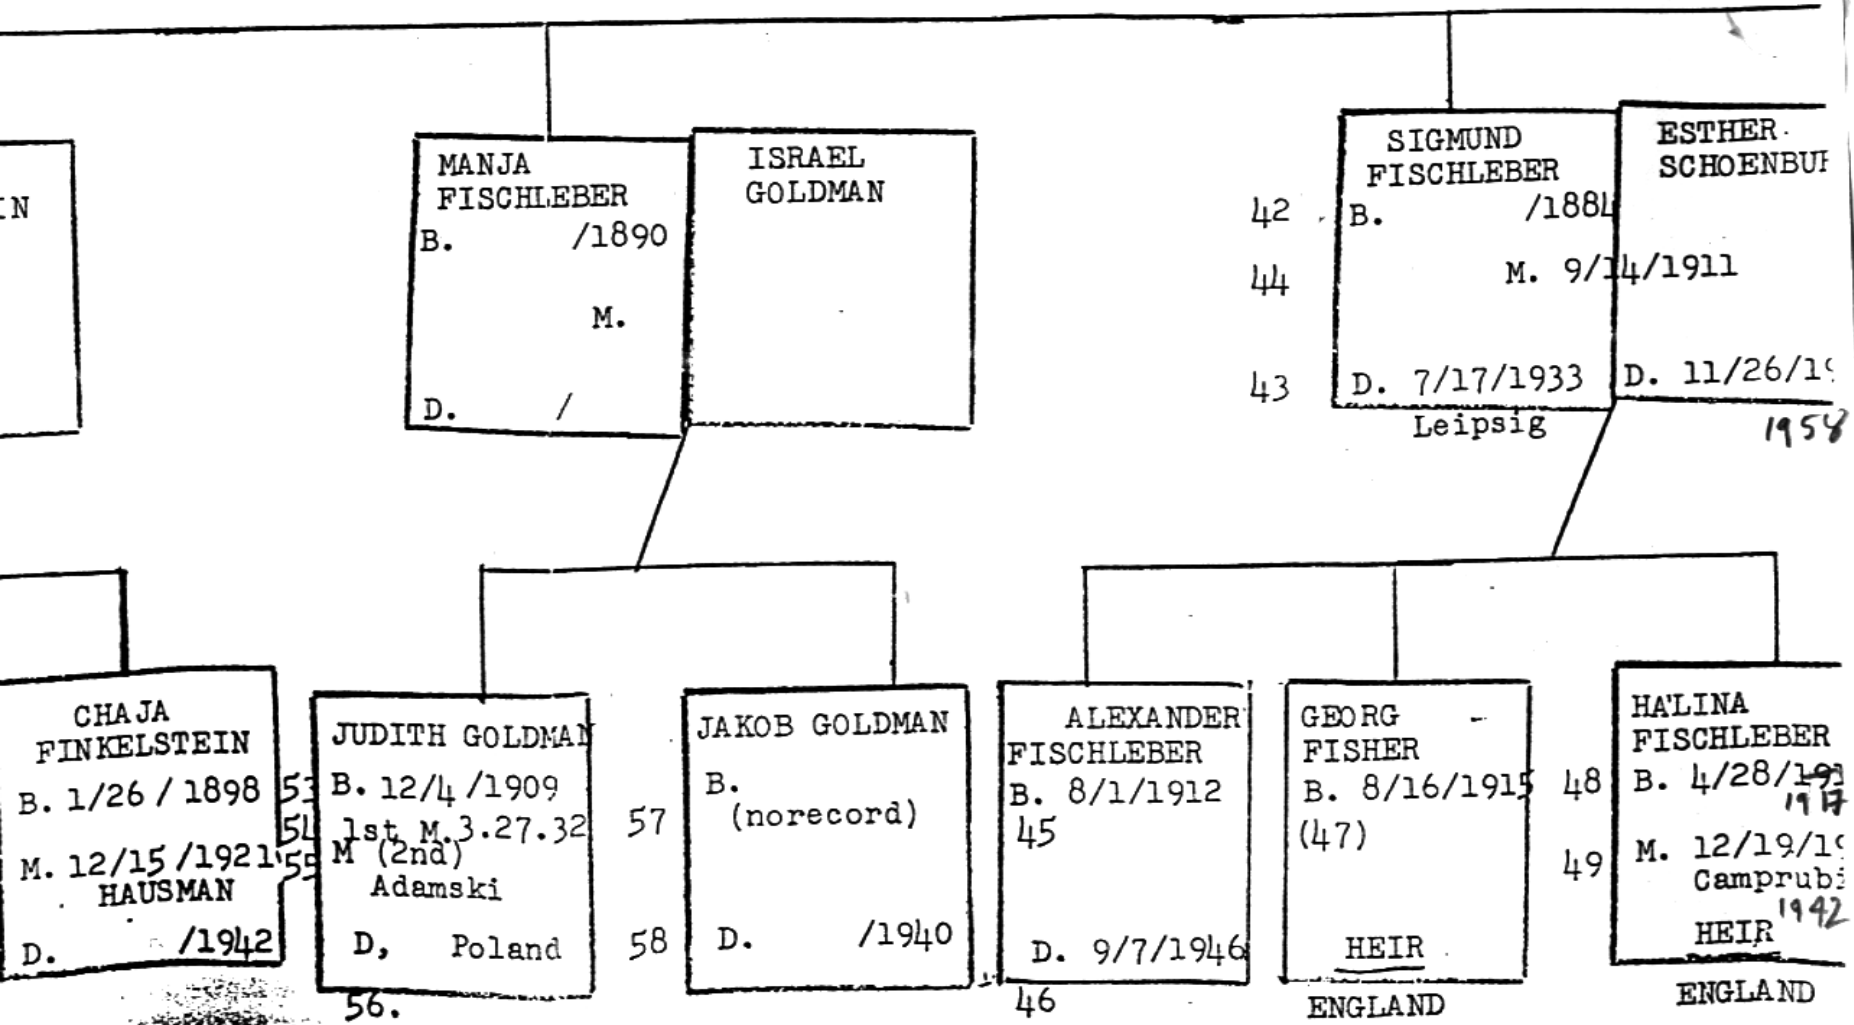 IN
MANJA
FISCHLEBER
B. /1890
M.
D. /
ISRAEL
GOLDMAN
SIGMUND
FISCHLEBER
42 B. /1884
44 M. 9/14/1911
43 D. 7/17/1933
Leipsig
ESTHER
SCHOENBU
D. 11/26/19
1958
CHAJA
FINKELSTEIN
B. 1/26/1898
M. 12/15/1921
HAUSMAN
D. /1942
JUDITH GOLDMAN
53 B. 12/4/1909
54 1st M.3.27.32
55 M (2nd)
Adamski
D, Poland
56.
JAKOB GOLDMAN
B.
57 (norecord)
58 D. /1940
ALEXANDER
FISCHLEBER
B. 8/1/1912
45
D. 9/7/1946
46
GEORG
FISHER
B. 8/16/1915
(47)
HEIR
ENGLAND
HALINA
FISCHLEBER
48 B. 4/28/191
1917
49 M. 12/19/19
Camprubi
1942
HEIR
ENGLAND